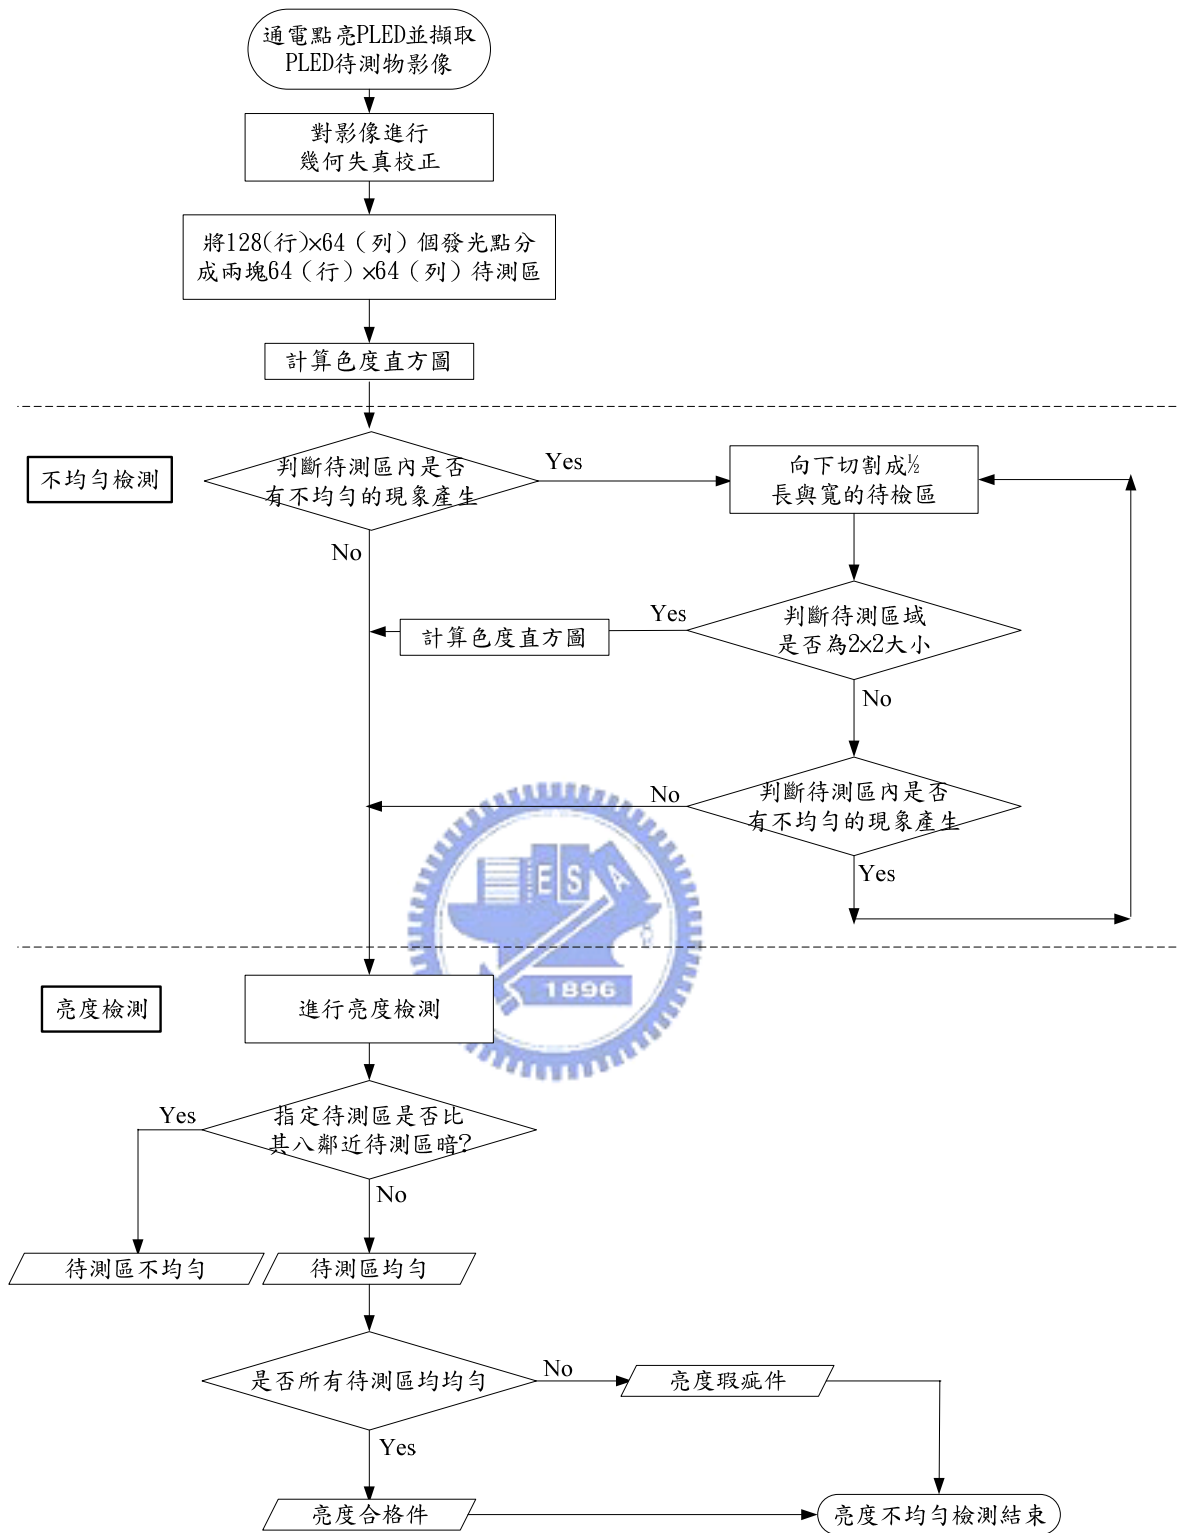 通電點亮PLED並擷取
PLED待測物影像
對影像進行
幾何失真校正
將128(行)×64（列）個發光點分
成兩塊64（行）×64（列）待測區
計算色度直方圖
不均勻檢測
判斷待測區內是否
有不均勻的現象產生
Yes
向下切割成½
長與寬的待檢區
No
判斷待測區域
是否為2×2大小
Yes
計算色度直方圖
No
判斷待測區內是否
有不均勻的現象產生
No
Yes
E S A
1896
亮度檢測
進行亮度檢測
指定待測區是否比
其八鄰近待測區暗?
Yes
No
待測區不均勻
待測區均勻
是否所有待測區均均勻
No
亮度瑕疵件
Yes
亮度合格件
亮度不均勻檢測結束